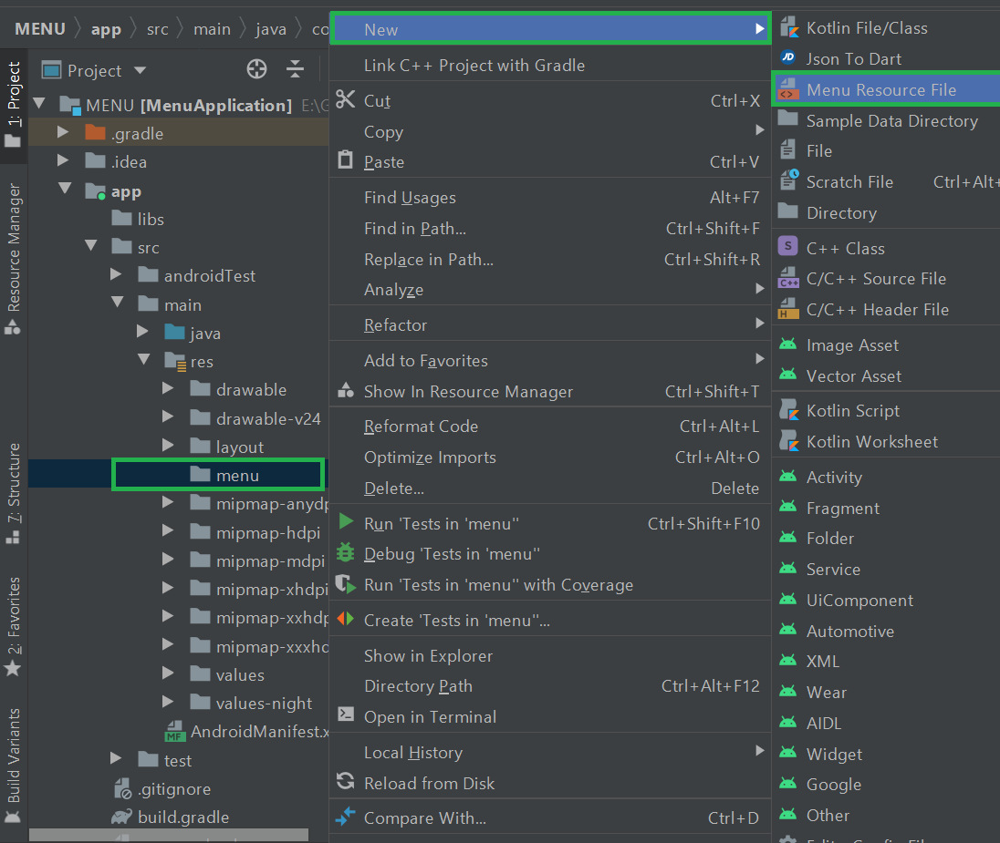 MENU app src main java co
1: Project
Resource Manager
7: Structure
2: Favorites
Build Variants
Project
MENU [MenuApplication] E:\G
.gradle
.idea
app
libs
src
androidTest
main
java
res
drawable
drawable-v24
layout
menu
mipmap-anydp
mipmap-hdpi
mipmap-mdpi
mipmap-xhdpi
mipmap-xxhdp
mipmap-xxxhd
values
values-night
MF AndroidManifest.x
test
.gitignore
build.gradle
New
Link C++ Project with Gradle
Cut Ctrl+X
Copy
Paste Ctrl+V
Find Usages Alt+F7
Find in Path... Ctrl+Shift+F
Replace in Path... Ctrl+Shift+R
Analyze
Refactor
Add to Favorites
Show In Resource Manager Ctrl+Shift+T
Reformat Code Ctrl+Alt+L
Optimize Imports Ctrl+Alt+O
Delete... Delete
Run 'Tests in 'menu'' Ctrl+Shift+F10
Debug 'Tests in 'menu''
Run 'Tests in 'menu'' with Coverage
Create 'Tests in 'menu''...
Show in Explorer
Directory Path Ctrl+Alt+F12
Open in Terminal
Local History
Reload from Disk
Compare With... Ctrl+D
Kotlin File/Class
JD Json To Dart
<> Menu Resource File
Sample Data Directory
File
Scratch File Ctrl+Alt+
Directory
S C++ Class
C++ C/C++ Source File
H C/C++ Header File
Image Asset
Vector Asset
Kotlin Script
Kotlin Worksheet
Activity
Fragment
Folder
Service
UiComponent
Automotive
XML
Wear
AIDL
Widget
Google
Other